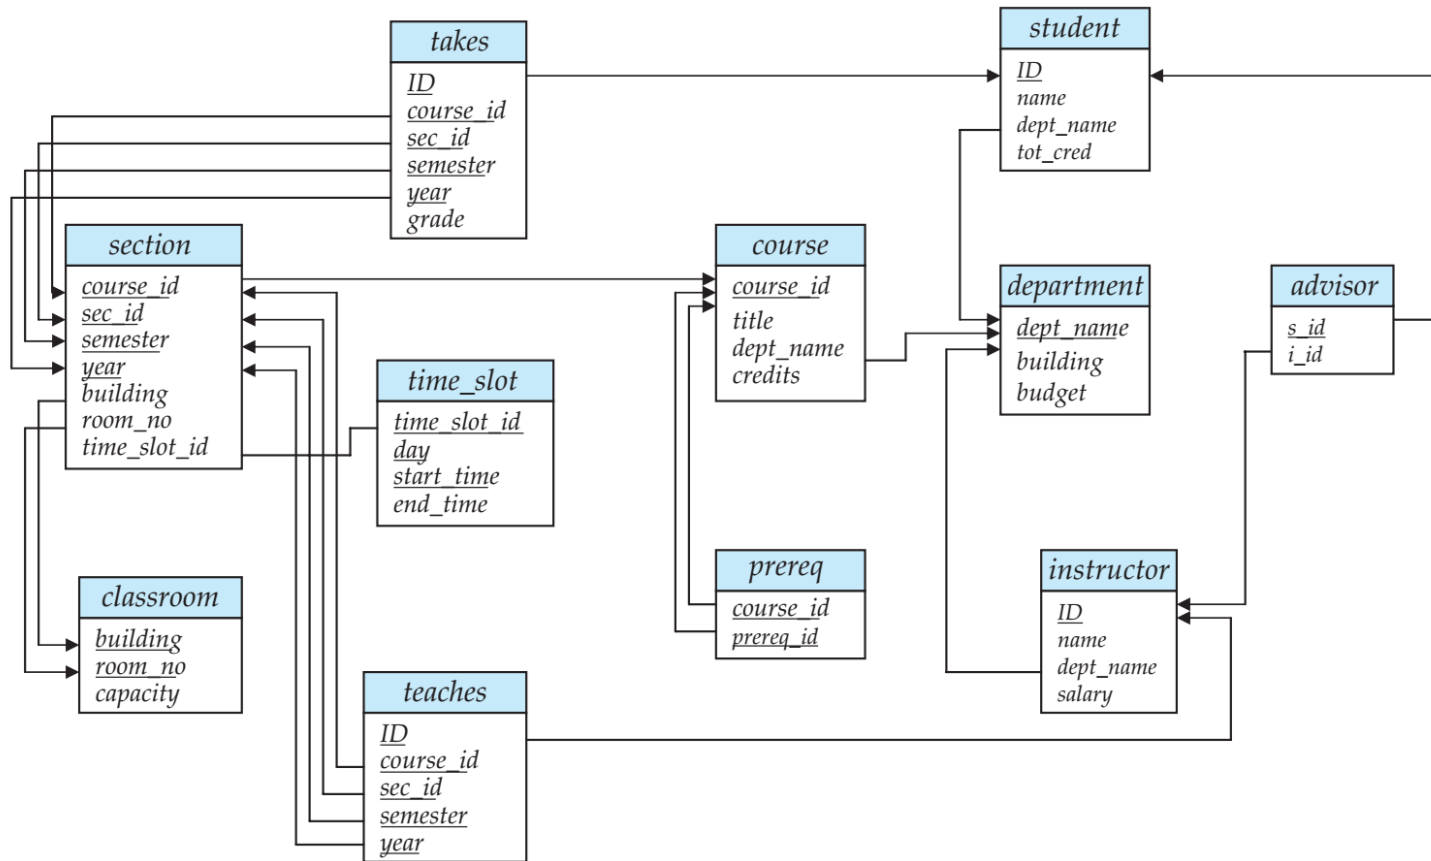 takes
ID
course_id
sec_id
semester
year
grade
student
ID
name
dept_name
tot_cred
section
course_id
sec_id
semester
year
building
room_no
time_slot_id
course
course_id
title
dept_name
credits
department
dept_name
building
budget
advisor
s_id
i_id
time_slot
time_slot_id
day
start_time
end_time
classroom
building
room_no
capacity
prereq
course_id
prereq_id
instructor
ID
name
dept_name
salary
teaches
ID
course_id
sec_id
semester
year